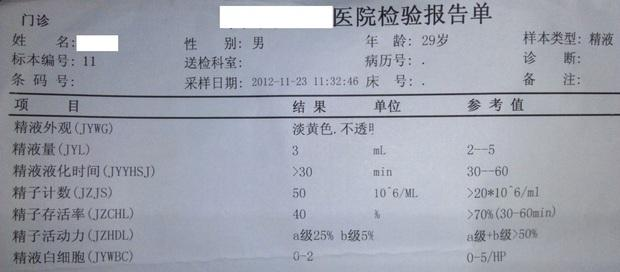 门诊 医院检验报告单
姓 名: 性 别: 男 年 龄: 29岁 样本类型: 精液
标本编号: 11 送检科室: 病历号: . 诊 断:
条 码 号: 采样日期: 2012-11-23 11:32:46 床 号: . 备 注:
项 目 结 果 单位 参 考 值
精液外观(JYWG) 淡黄色.不透
精液量(JYL) 3 mL 2--5
精液液化时间(JYYHSJ) >30 min 30--60
精子计数(JZJS) 50 10^6/ML >20*10^6/ml
精子存活率(JZCHL) 40 % >70%(30-60min)
精子活动力(JZHDL) a级25% b级5% a级+b级>50%
精液白细胞(JYWBC) 0-2 0-5/HP